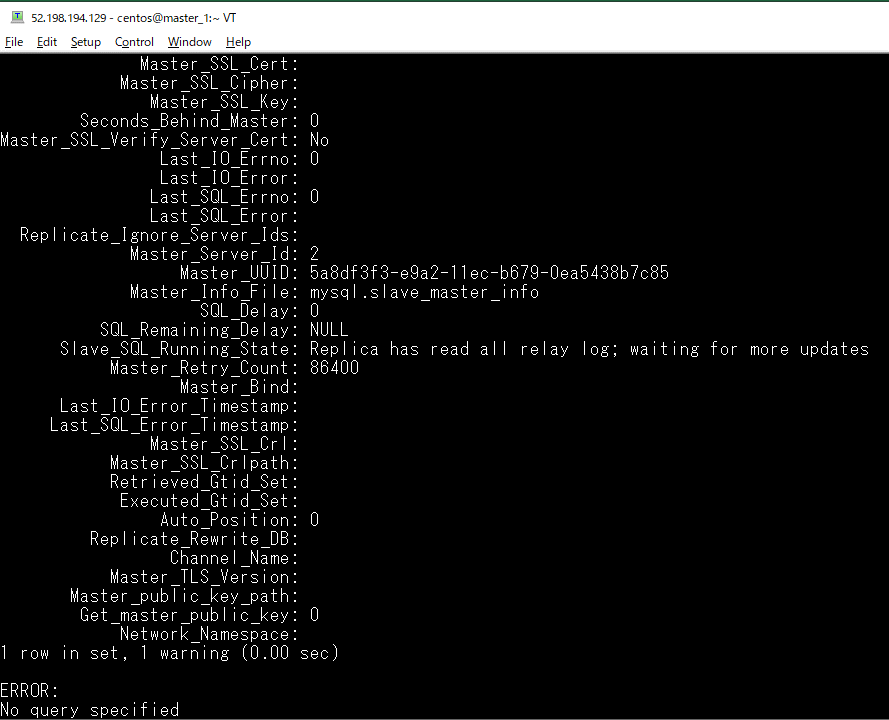 52.198.194.129 - centos@master_1:~ VT
File Edit Setup Control Window Help
Master_SSL_Cert:
Master_SSL_Cipher:
Master_SSL_Key:
Seconds_Behind_Master: 0
Master_SSL_Verify_Server_Cert: No
Last_IO_Errno: 0
Last_IO_Error:
Last_SQL_Errno: 0
Last_SQL_Error:
Replicate_Ignore_Server_Ids:
Master_Server_Id: 2
Master_UUID: 5a8df3f3-e9a2-11ec-b679-0ea5438b7c85
Master_Info_File: mysql.slave_master_info
SQL_Delay: 0
SQL_Remaining_Delay: NULL
Slave_SQL_Running_State: Replica has read all relay log; waiting for more updates
Master_Retry_Count: 86400
Master_Bind:
Last_IO_Error_Timestamp:
Last_SQL_Error_Timestamp:
Master_SSL_Crl:
Master_SSL_Crlpath:
Retrieved_Gtid_Set:
Executed_Gtid_Set:
Auto_Position: 0
Replicate_Rewrite_DB:
Channel_Name:
Master_TLS_Version:
Master_public_key_path:
Get_master_public_key: 0
Network_Namespace:
1 row in set, 1 warning (0.00 sec)
ERROR:
No query specified